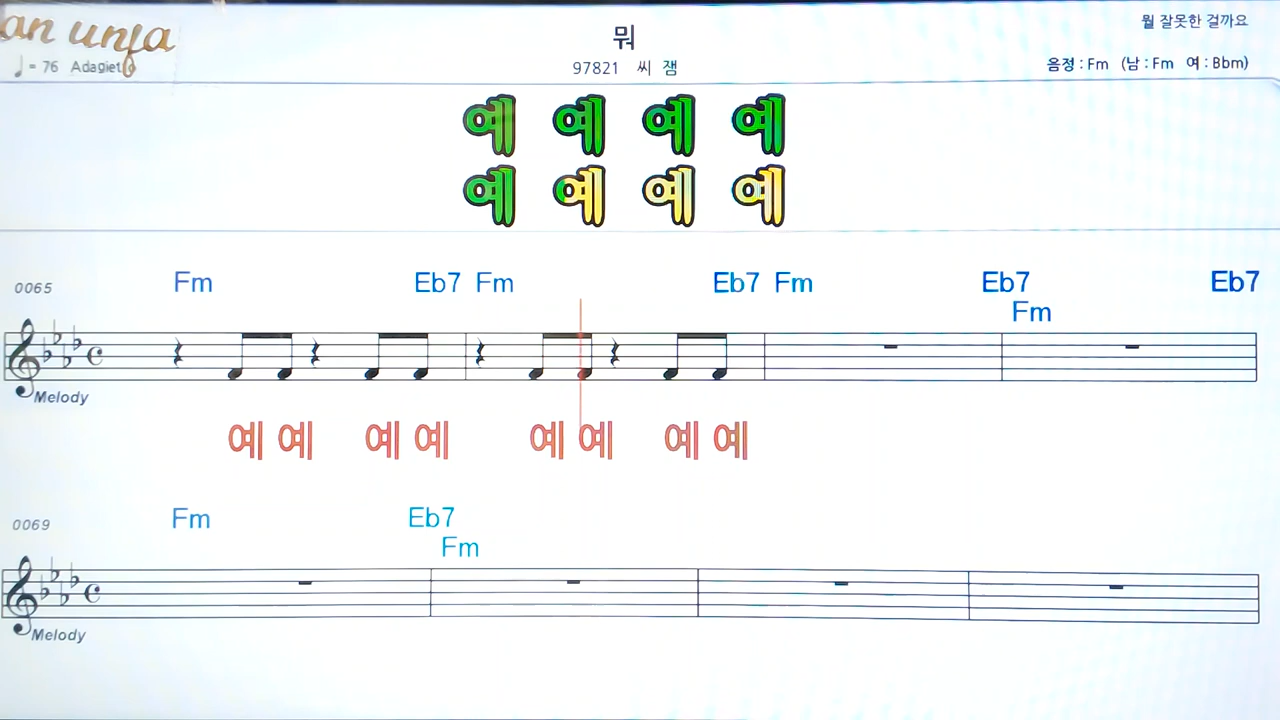 an unfa
뭘 잘못한 걸까요
뭐
♩ = 76 Adagiet
97821 씨 잼
음정 : Fm (남 : Fm 여 : Bbm)
예 예 예 예
예 예 예 예
0065 Fm Eb7 Fm Eb7 Fm Eb7 Eb7
Fm
Melody
예 예 예 예 예 예 예 예
0069 Fm Eb7
Fm
Melody